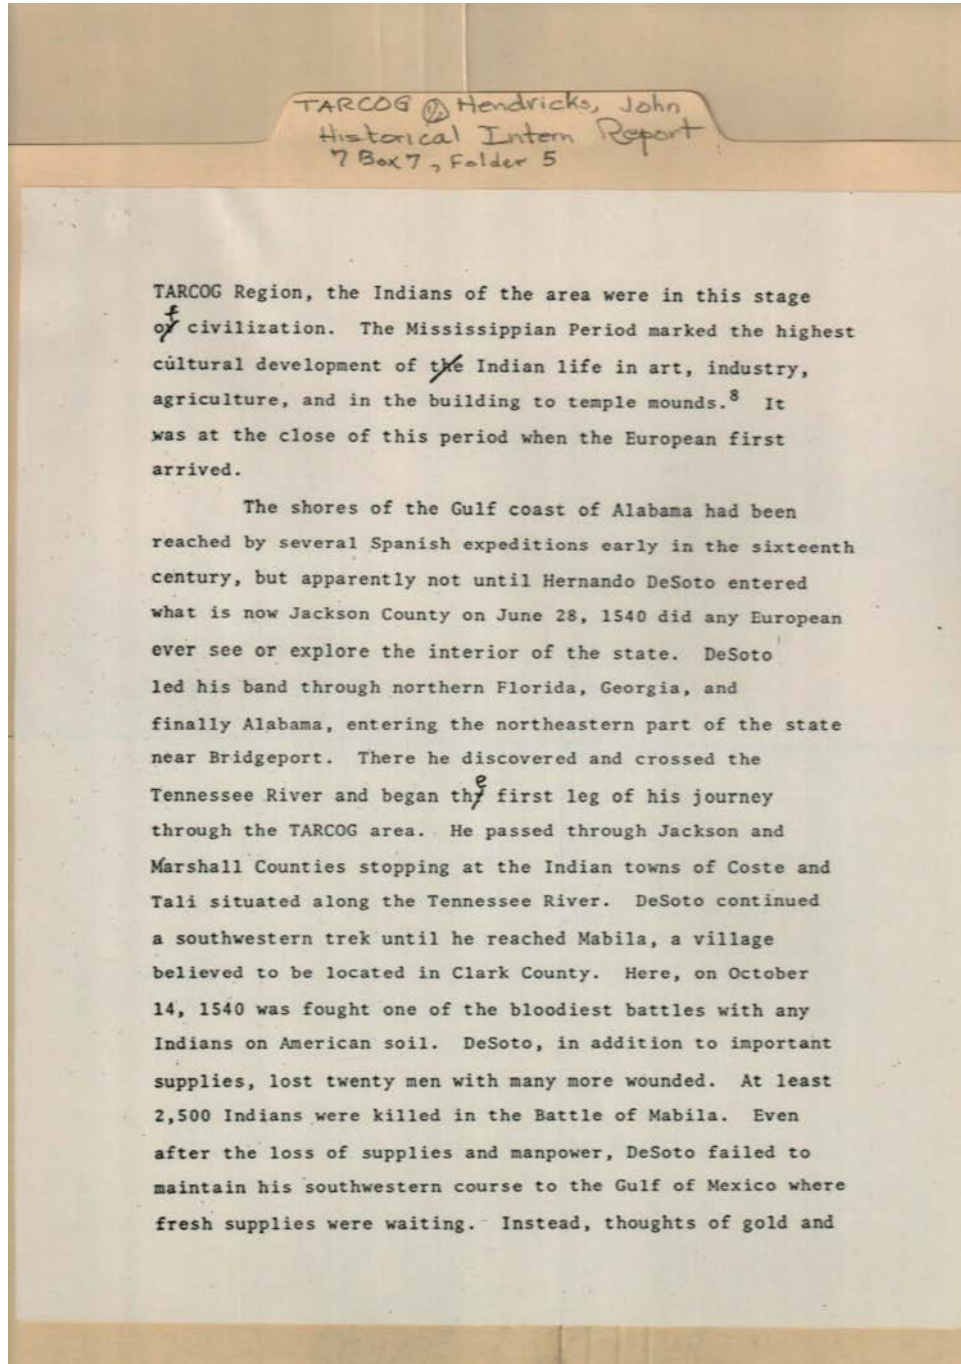 TARCOG ½ Hendricks, John
Historical Intern Report
7 Box 7, Folder 5
TARCOG Region, the Indians of the area were in this stage
of civilization. The Mississippian Period marked the highest
cultural development of the Indian life in art, industry,
agriculture, and in the building to temple mounds.⁸ It
was at the close of this period when the European first
arrived.
The shores of the Gulf coast of Alabama had been
reached by several Spanish expeditions early in the sixteenth
century, but apparently not until Hernando DeSoto entered
what is now Jackson County on June 28, 1540 did any European
ever see or explore the interior of the state. DeSoto
led his band through northern Florida, Georgia, and
finally Alabama, entering the northeastern part of the state
near Bridgeport. There he discovered and crossed the
Tennessee River and began the first leg of his journey
through the TARCOG area. He passed through Jackson and
Marshall Counties stopping at the Indian towns of Coste and
Tali situated along the Tennessee River. DeSoto continued
a southwestern trek until he reached Mabila, a village
believed to be located in Clark County. Here, on October
14, 1540 was fought one of the bloodiest battles with any
Indians on American soil. DeSoto, in addition to important
supplies, lost twenty men with many more wounded. At least
2,500 Indians were killed in the Battle of Mabila. Even
after the loss of supplies and manpower, DeSoto failed to
maintain his southwestern course to the Gulf of Mexico where
fresh supplies were waiting. Instead, thoughts of gold and